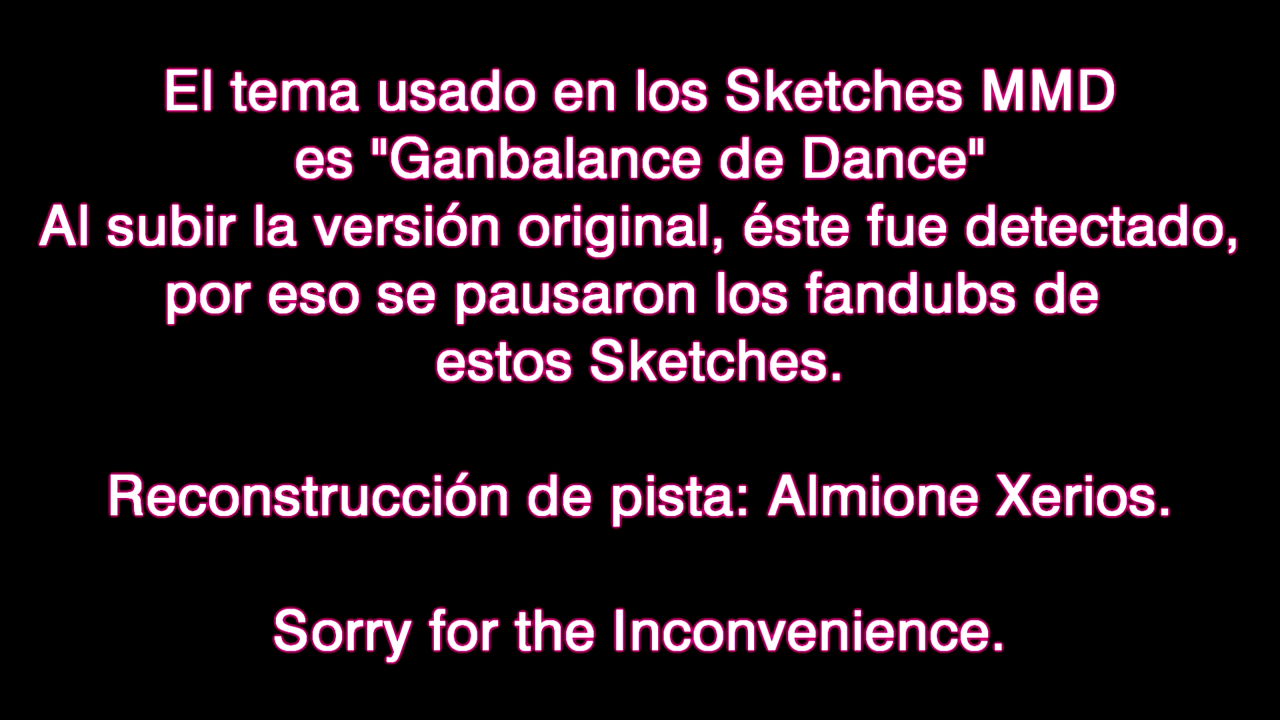 El tema usado en los Sketches MMD
es "Ganbalance de Dance"
Al subir la versión original, éste fue detectado,
por eso se pausaron los fandubs de
estos Sketches.
Reconstrucción de pista: Almione Xerios.
Sorry for the Inconvenience.